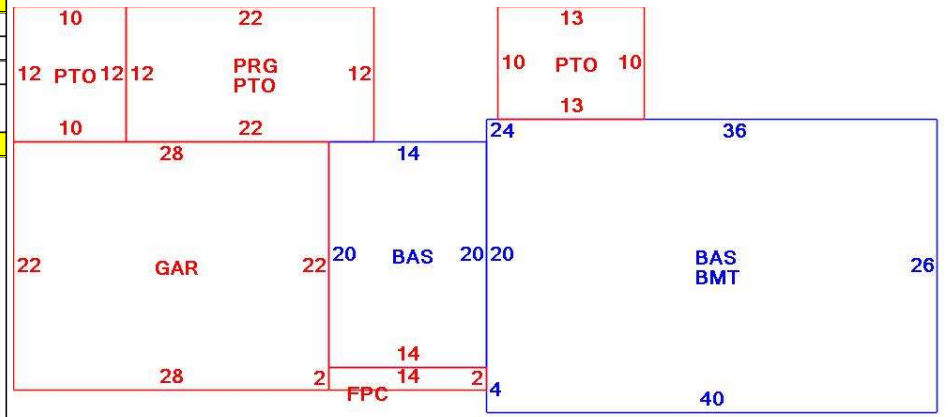 10 22 13
12 PTO 12 12 PRG 12 10 PTO 10
PTO
13
10 22 24 36
28 14
22 GAR 22 20 BAS 20 20 BAS 26
BMT
14
28 2 14 2
FPC 4 40